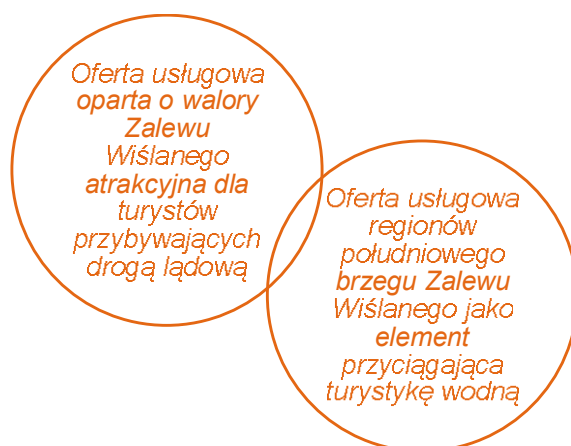 Oferta usługowa
oparta o walory
Zalewu
Wiślanego
atrakcyjna dla
turystów
przybywających
drogą lądową
Oferta usługowa
regionów
południowego
brzegu Zalewu
Wiślanego jako
element
przyciągająca
turystykę wodną